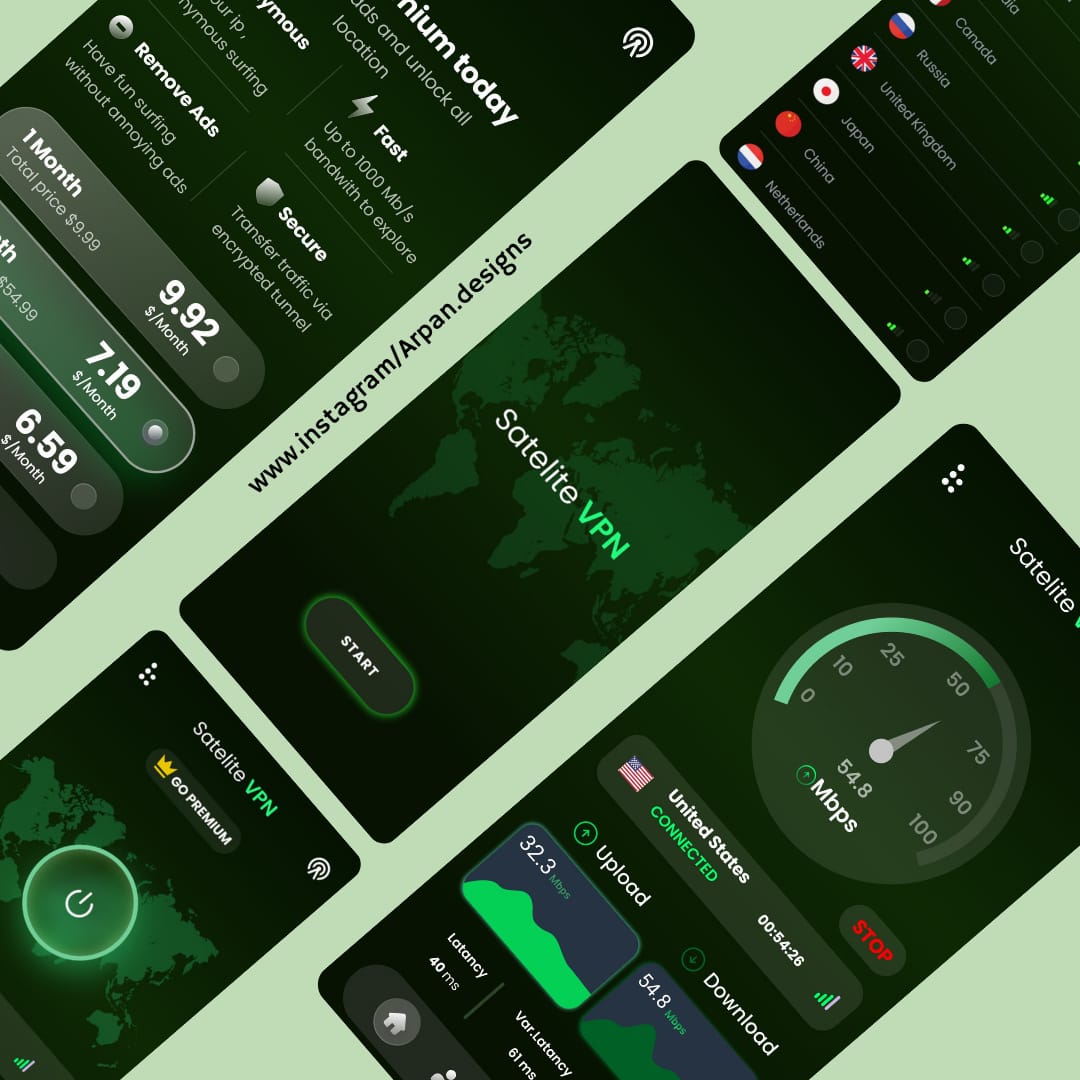 nium today
ads and unlock all
location
ymous
ur ip,
nymous surfing
Fast
Up to 1000 Mb/s
bandwith to explore
Remove Ads
Have fun surfing
without annoying ads
Secure
Transfer traffic via
encrypted tunnel
1 Month
Total price $9.99
9.92
$/Month
nth
$54.99
7.19
$/Month
6.59
$/Month
www.instagram/Arpan.designs
Canada
Russia
United Kingdom
Japan
China
Netherlands
Satelite VPN
START
Satelite VPN
GO PREMIUM
Satelite
0
10
25
50
75
90
100
54.8
Mbps
United States
CONNECTED
00:54:26
STOP
Upload
32.3 Mbps
Download
54.8 Mbps
Latancy
40 ms
Var.Latancy
61 ms